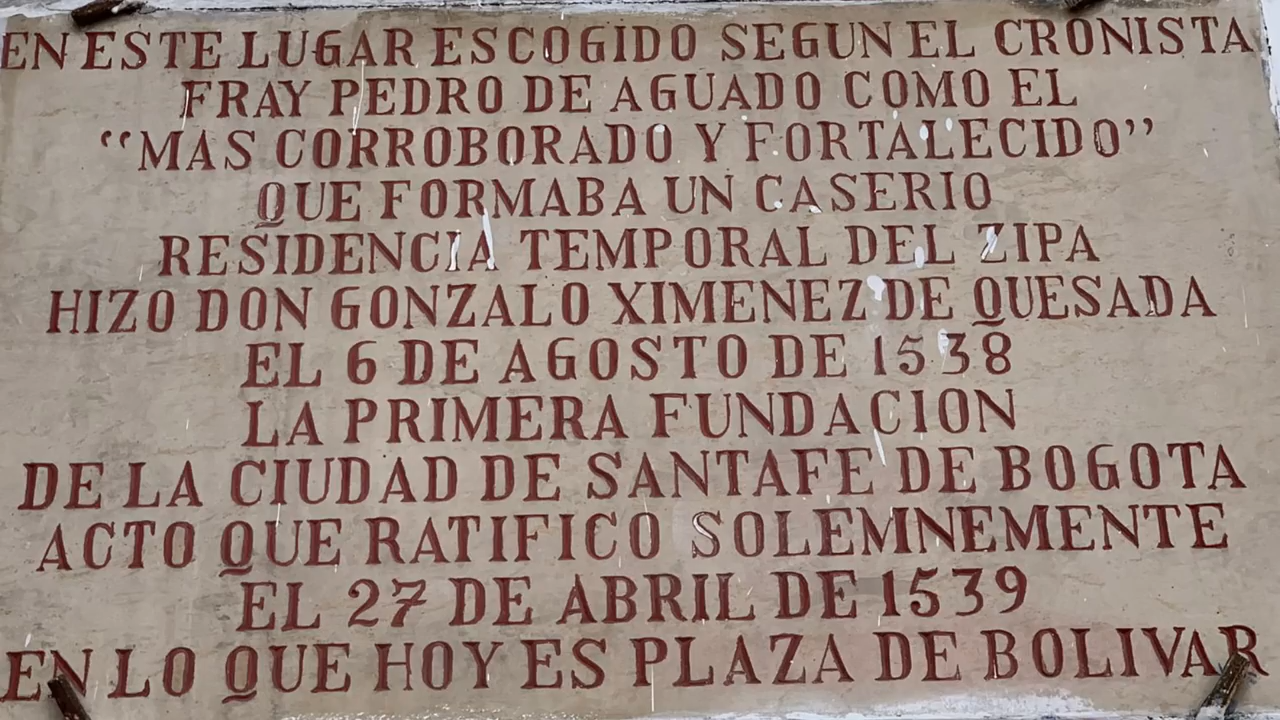 EN ESTE LUGAR ESCOGIDO SEGUN EL CRONISTA
FRAY PEDRO DE AGUADO COMO EL
“MAS CORROBORADO Y FORTALECIDO”
QUE FORMABA UN CASERIO
RESIDENCIA TEMPORAL DEL ZIPA
HIZO DON GONZALO XIMENEZ DE QUESADA
EL 6 DE AGOSTO DE 1538
LA PRIMERA FUNDACION
DE LA CIUDAD DE SANTAFE DE BOGOTA
ACTO QUE RATIFICO SOLEMNEMENTE
EL 27 DE ABRIL DE 1539
EN LO QUE HOY ES PLAZA DE BOLIVAR